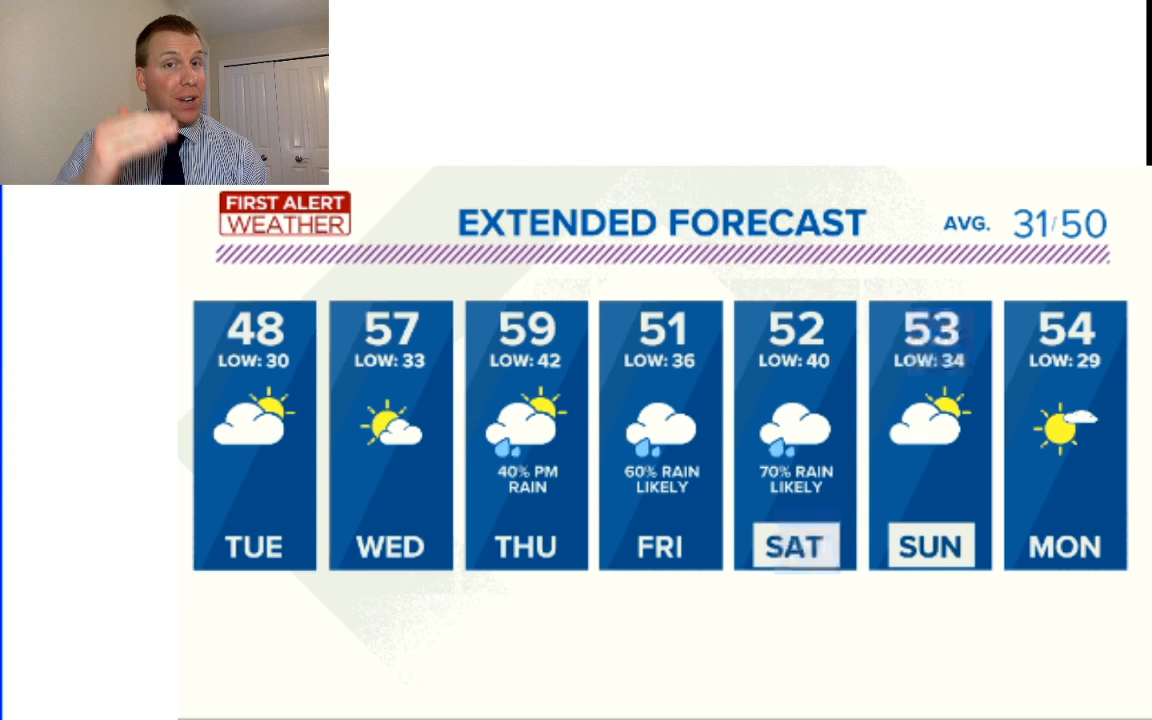 FIRST ALERT
WEATHER
EXTENDED FORECAST
AVG. 31/50
48
LOW: 30
TUE
57
LOW: 33
WED
59
LOW: 42
40% PM
RAIN
THU
51
LOW: 36
60% RAIN
LIKELY
FRI
52
LOW: 40
70% RAIN
LIKELY
SAT
53
LOW: 34
SUN
54
LOW: 29
MON